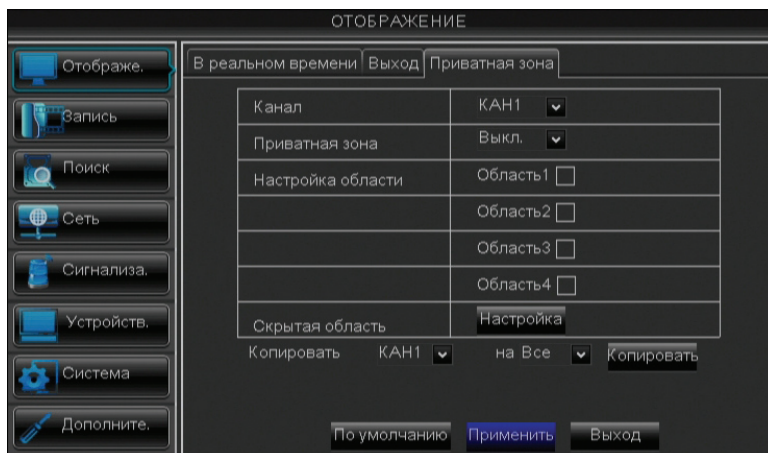 ОТОБРАЖЕНИЕ
Отображе.
Запись
Поиск
Сеть
Сигнализа.
Устройств.
Система
Дополните.
В реальном времени Выход Приватная зона
Канал КАН1
Приватная зона Выкл.
Настройка области Область1
Область2
Область3
Область4
Скрытая область Настройка
Копировать КАН1 на Все Копировать
По умолчанию Применить Выход